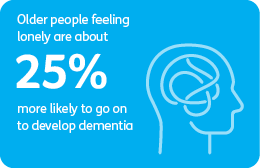 Older people feeling
lonely are about
25%
more likely to go on
to develop dementia